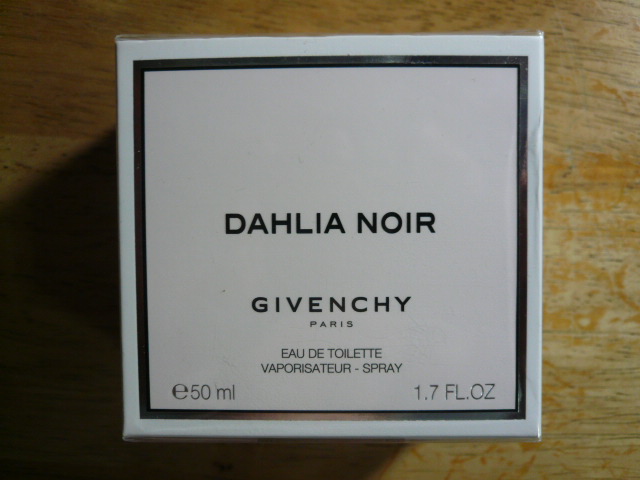 DAHLIA NOIR
GIVENCHY
PARIS
EAU DE TOILETTE
VAPORISATEUR - SPRAY
℮50 ml 1.7 FL.OZ